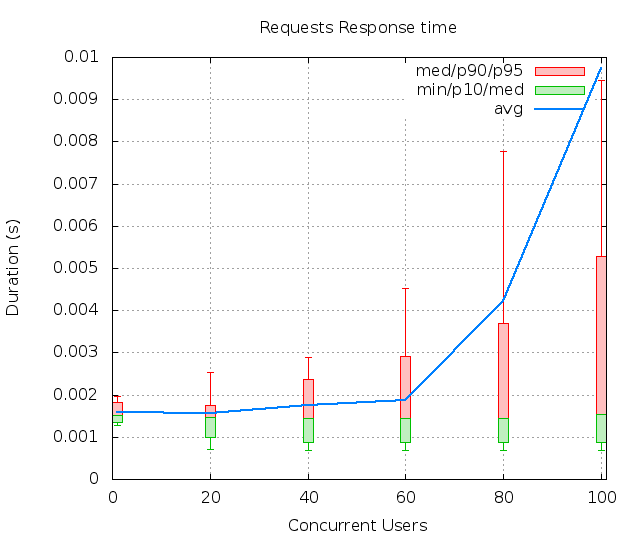 Requests Response time
0.01
0.009
0.008
0.007
0.006
0.005
0.004
0.003
0.002
0.001
0
med/p90/p95
min/p10/med
avg
Duration (s)
0 20 40 60 80 100
Concurrent Users